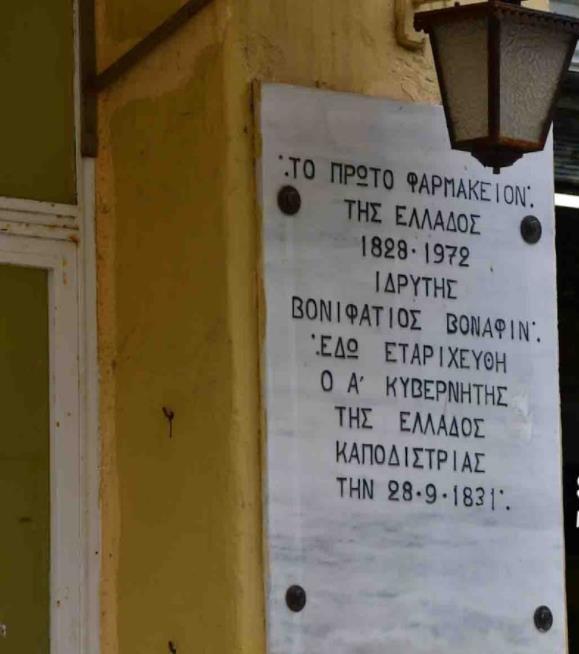 ∴ΤΟ ΠΡΩΤΟ ΦΑΡΜΑΚΕΙΟΝ∴
ΤΗΣ ΕΛΛΑΔΟΣ
1828·1972
ΙΔΡΥΤΗΣ
ΒΟΝΙΦΑΤΙΟΣ ΒΟΝΑΦΙΝ∴
∴ΕΔΩ ΕΤΑΡΙΧΕΥΘΗ
Ο Α' ΚΥΒΕΡΝΗΤΗΣ
ΤΗΣ ΕΛΛΑΔΟΣ
ΚΑΠΟΔΙΣΤΡΙΑΣ
ΤΗΝ 28·9·1831∴